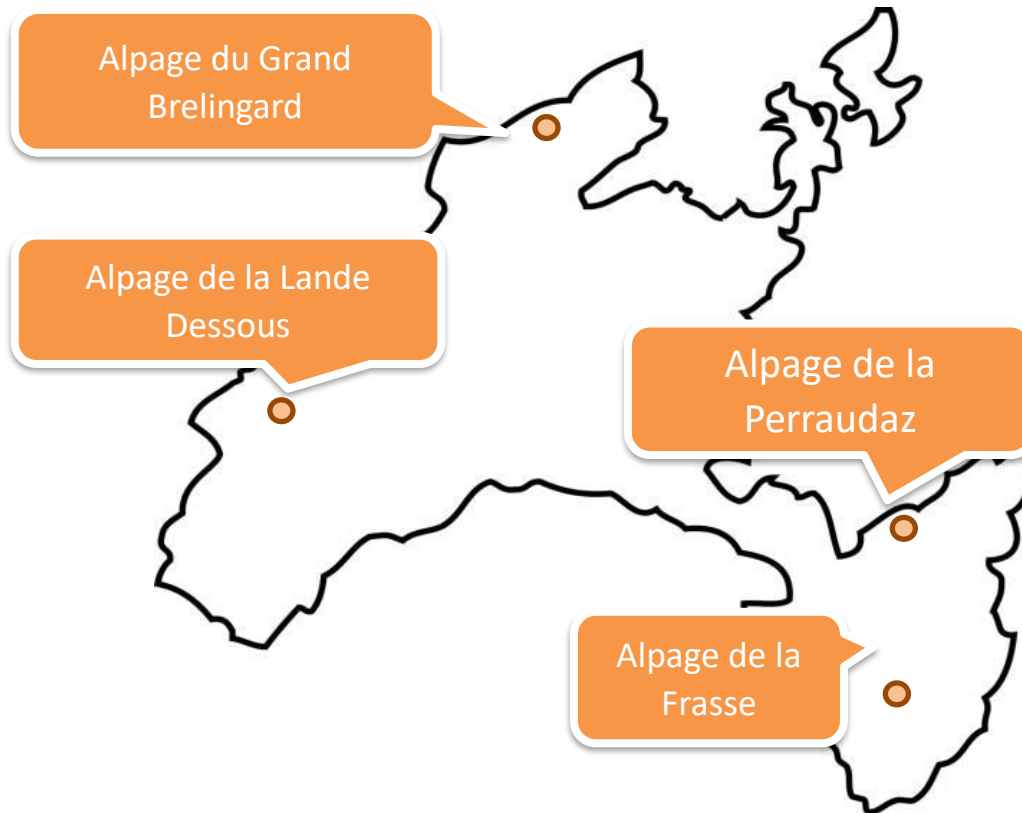 Alpage du Grand
Brelingard
Alpage de la Lande
Dessous
Alpage de la
Perraudaz
Alpage de la
Frasse